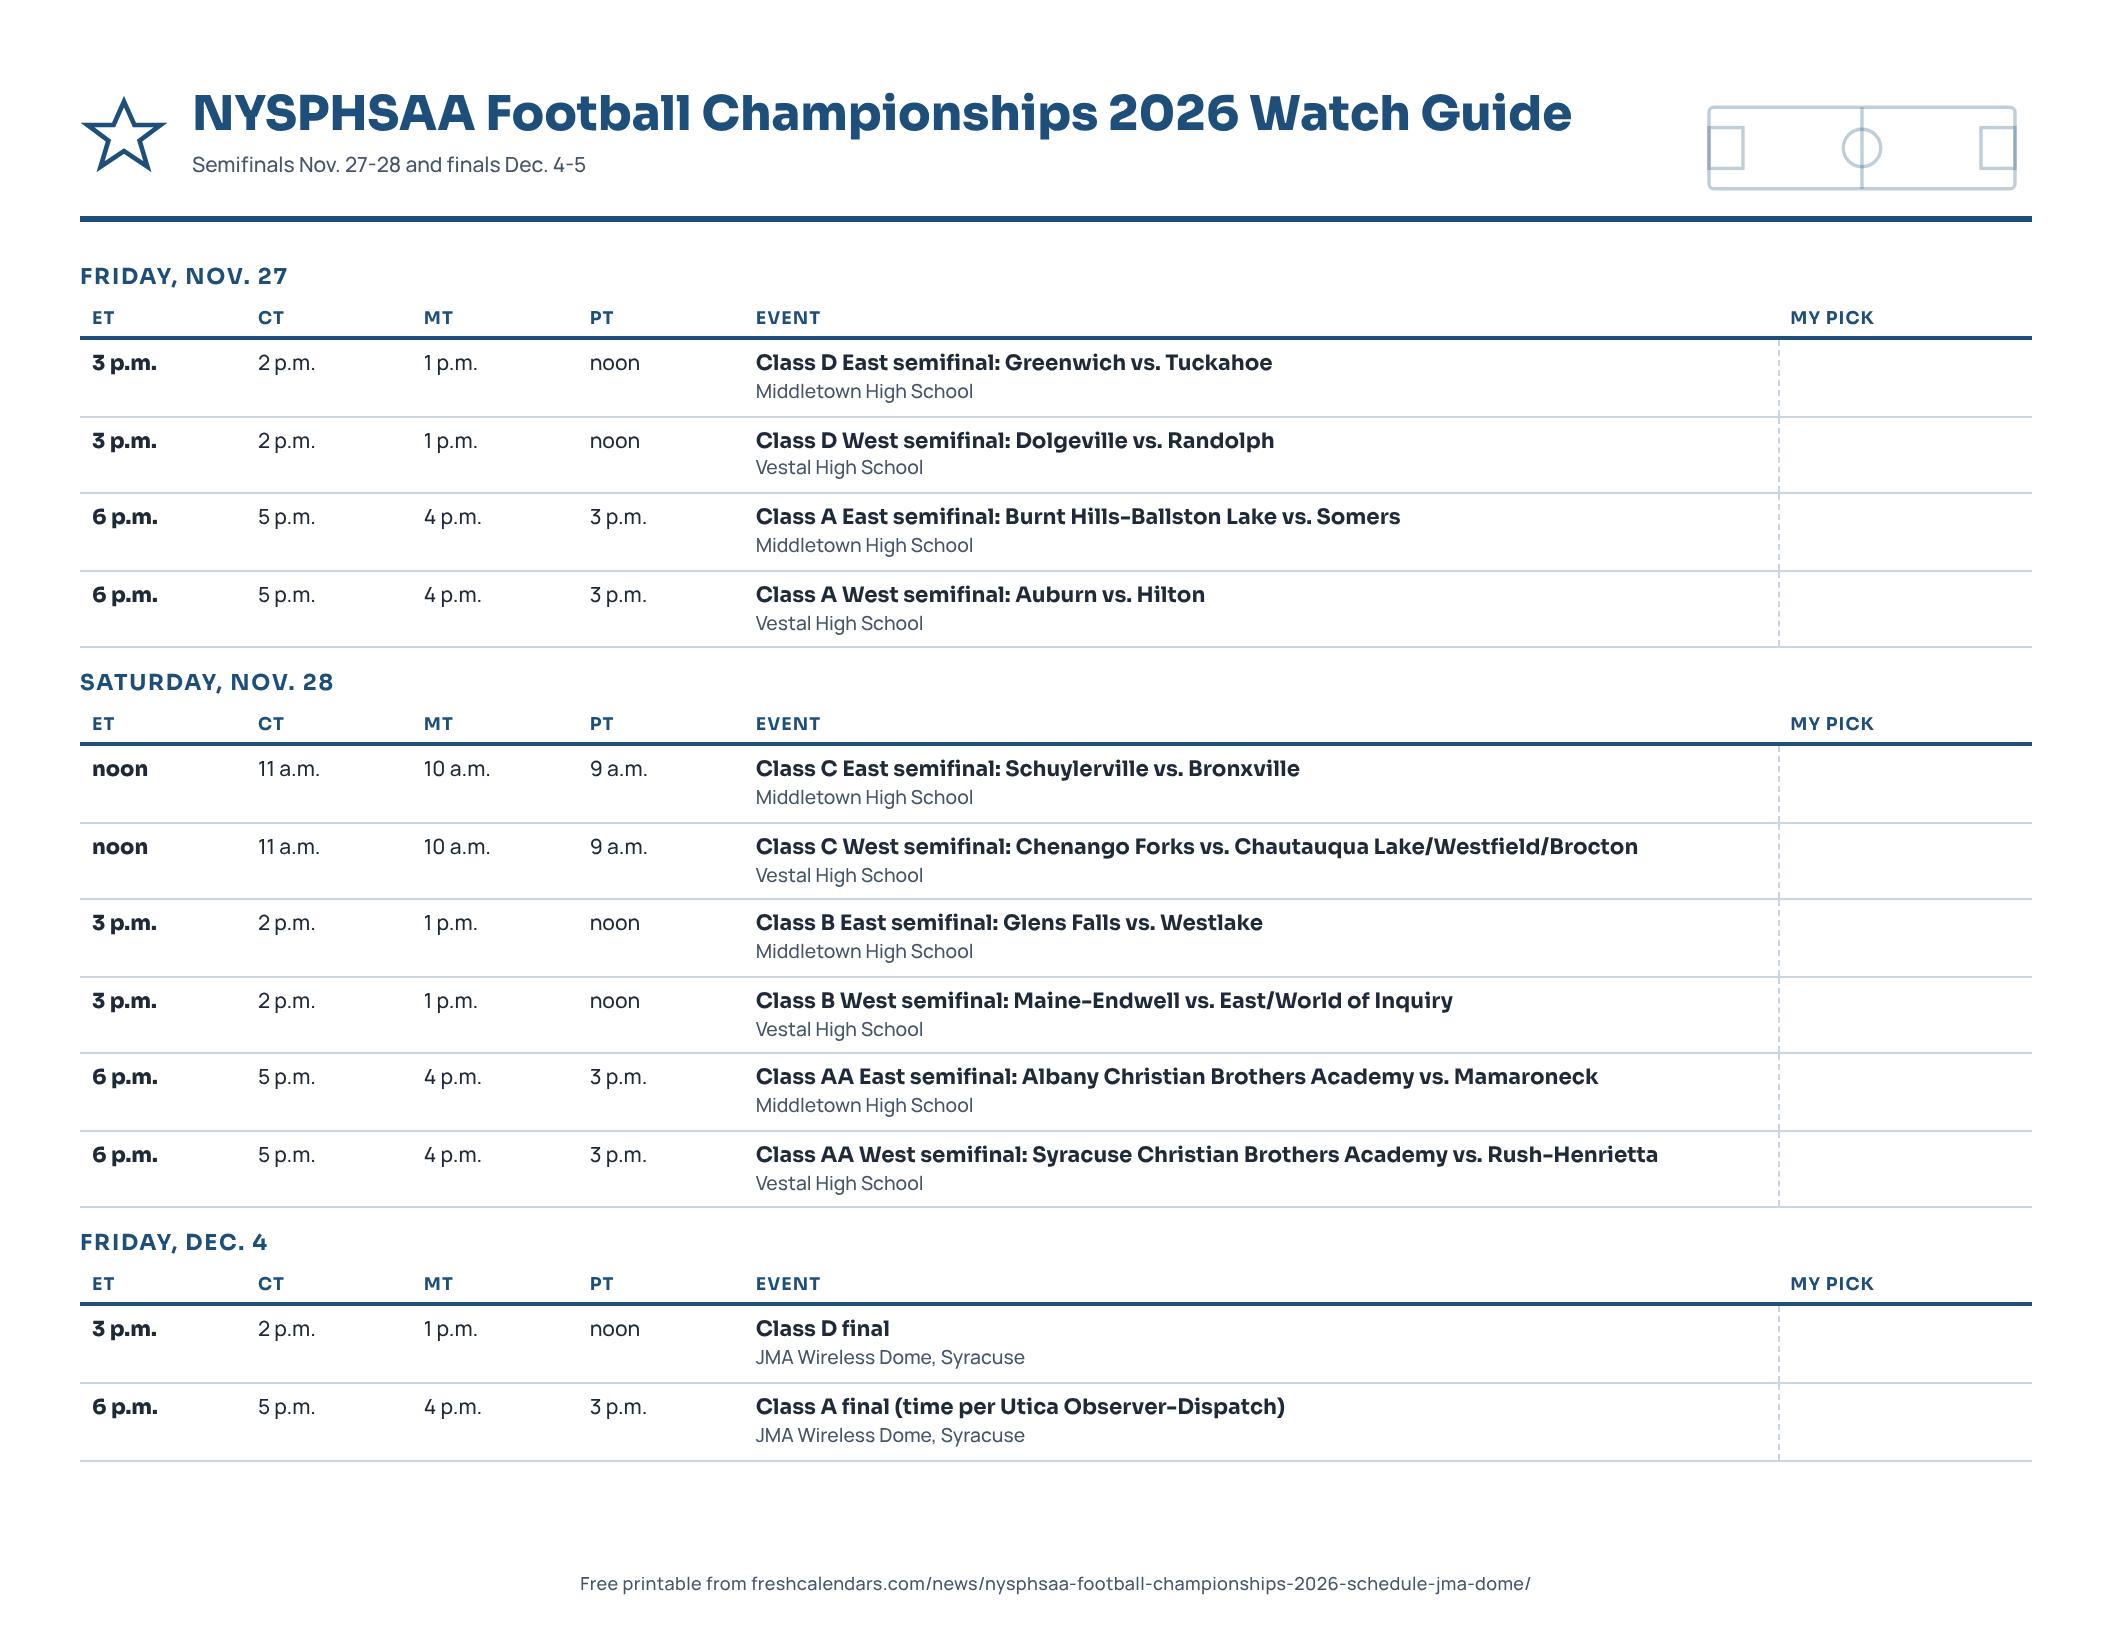 NYSPHSAA Football Championships 2026 Watch Guide
Semifinals Nov. 27-28 and finals Dec. 4-5
FRIDAY, NOV. 27
ET CT MT PT EVENT MY PICK
3 p.m. 2 p.m. 1 p.m. noon Class D East semifinal: Greenwich vs. Tuckahoe
Middletown High School
3 p.m. 2 p.m. 1 p.m. noon Class D West semifinal: Dolgeville vs. Randolph
Vestal High School
6 p.m. 5 p.m. 4 p.m. 3 p.m. Class A East semifinal: Burnt Hills-Ballston Lake vs. Somers
Middletown High School
6 p.m. 5 p.m. 4 p.m. 3 p.m. Class A West semifinal: Auburn vs. Hilton
Vestal High School
SATURDAY, NOV. 28
ET CT MT PT EVENT MY PICK
noon 11 a.m. 10 a.m. 9 a.m. Class C East semifinal: Schuylerville vs. Bronxville
Middletown High School
noon 11 a.m. 10 a.m. 9 a.m. Class C West semifinal: Chenango Forks vs. Chautauqua Lake/Westfield/Brocton
Vestal High School
3 p.m. 2 p.m. 1 p.m. noon Class B East semifinal: Glens Falls vs. Westlake
Middletown High School
3 p.m. 2 p.m. 1 p.m. noon Class B West semifinal: Maine-Endwell vs. East/World of Inquiry
Vestal High School
6 p.m. 5 p.m. 4 p.m. 3 p.m. Class AA East semifinal: Albany Christian Brothers Academy vs. Mamaroneck
Middletown High School
6 p.m. 5 p.m. 4 p.m. 3 p.m. Class AA West semifinal: Syracuse Christian Brothers Academy vs. Rush-Henrietta
Vestal High School
FRIDAY, DEC. 4
ET CT MT PT EVENT MY PICK
3 p.m. 2 p.m. 1 p.m. noon Class D final
JMA Wireless Dome, Syracuse
6 p.m. 5 p.m. 4 p.m. 3 p.m. Class A final (time per Utica Observer-Dispatch)
JMA Wireless Dome, Syracuse
Free printable from freshcalendars.com/news/nysphsaa-football-championships-2026-schedule-jma-dome/